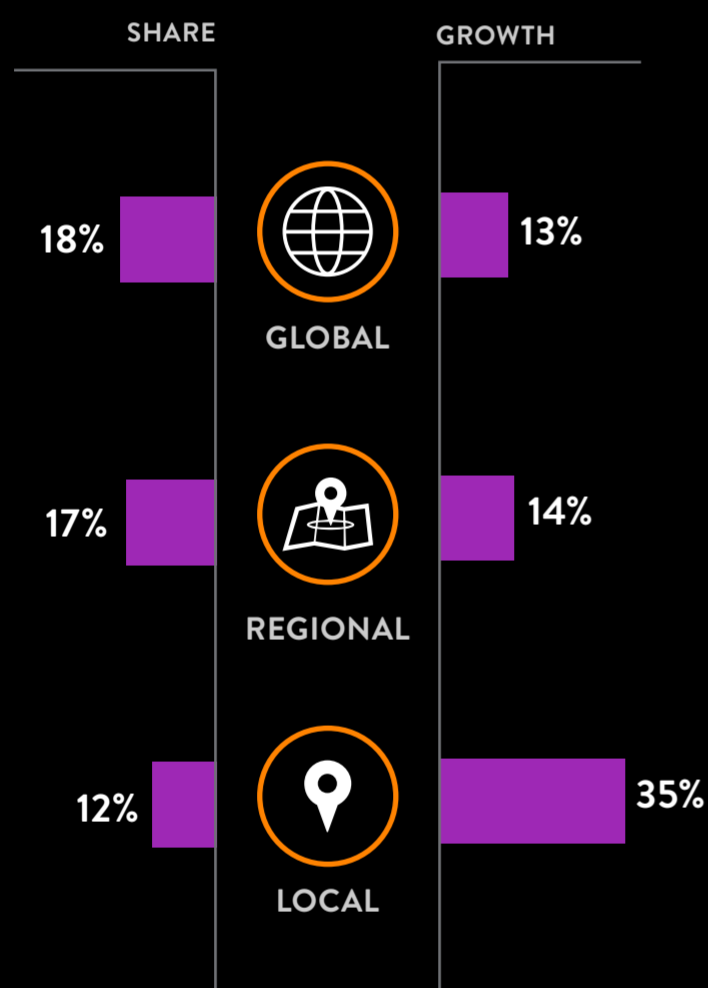 SHARE
GROWTH
18%
13%
GLOBAL
17%
14%
REGIONAL
12%
35%
LOCAL